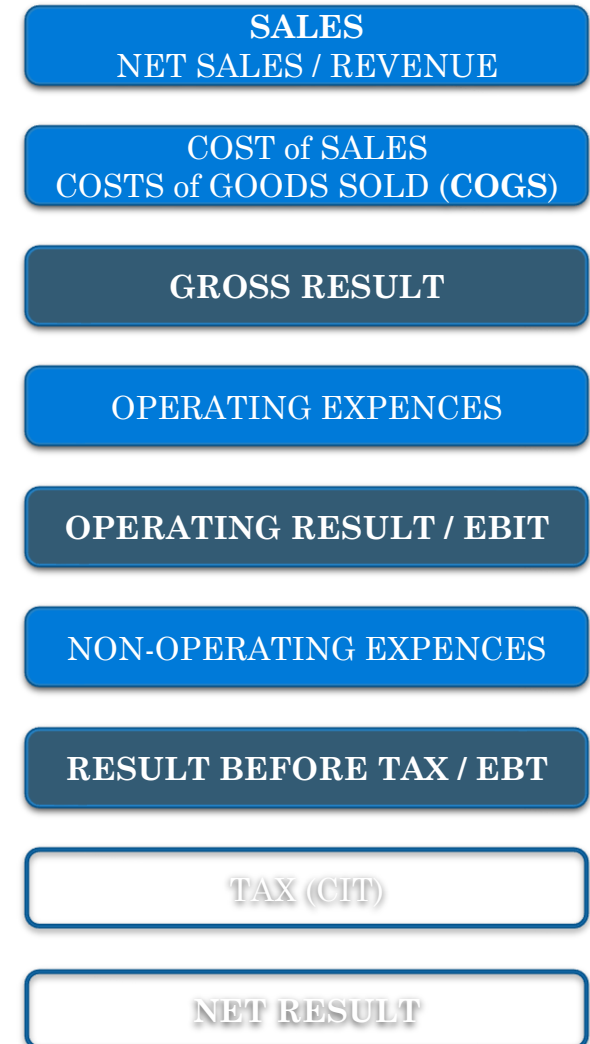 SALES
NET SALES / REVENUE
COST of SALES
COSTS of GOODS SOLD (COGS)
GROSS RESULT
OPERATING EXPENCES
OPERATING RESULT / EBIT
NON-OPERATING EXPENCES
RESULT BEFORE TAX / EBT
TAX (CIT)
NET RESULT